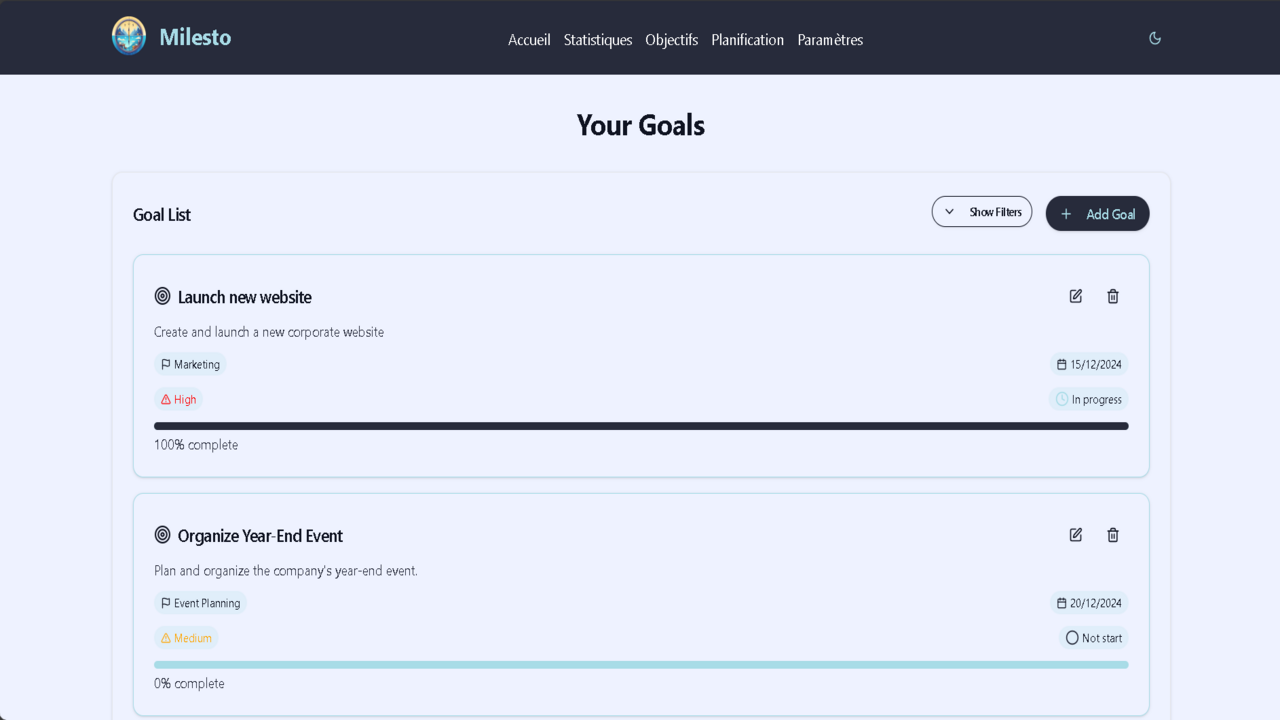 Milesto
Accueil Statistiques Objectifs Planification Paramètres
Your Goals
Goal List
Show Filters
Add Goal
Launch new website
Create and launch a new corporate website
Marketing
15/12/2024
High
In progress
100% complete
Organize Year-End Event
Plan and organize the company's year-end event.
Event Planning
20/12/2024
Medium
Not start
0% complete